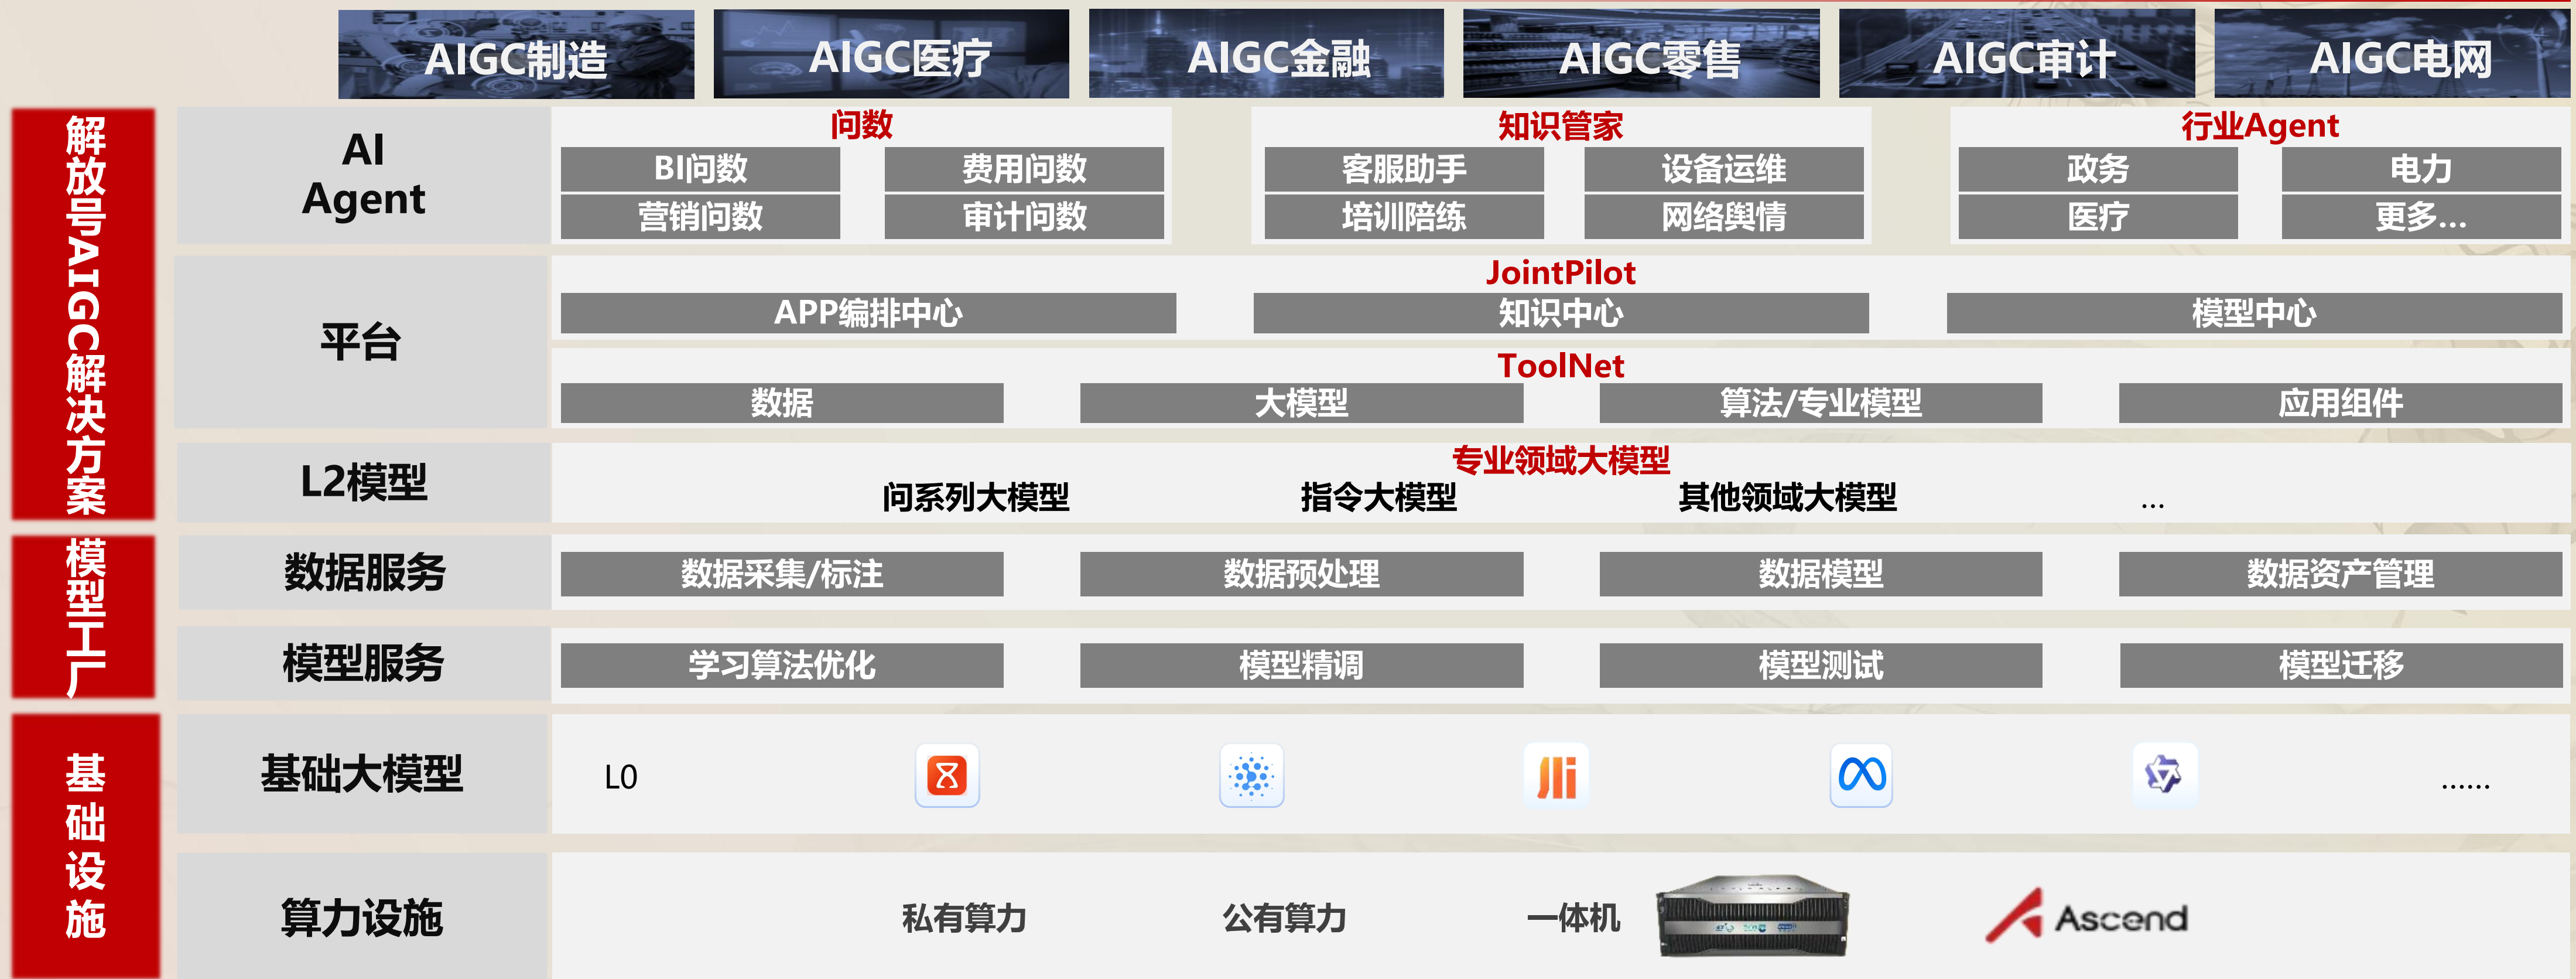 AIGC制造
AIGC医疗
AIGC金融
AIGC零售
AIGC审计
AIGC电网
解放号AIGC解决方案
AI
Agent
问数
BI问数
费用问数
营销问数
审计问数
知识管家
客服助手
设备运维
培训陪练
网络舆情
行业Agent
政务
电力
医疗
更多...
平台
JointPilot
APP编排中心
知识中心
模型中心
ToolNet
数据
大模型
算法/专业模型
应用组件
L2模型
专业领域大模型
问系列大模型
指令大模型
其他领域大模型
...
模型工厂
数据服务
数据采集/标注
数据预处理
数据模型
数据资产管理
模型服务
学习算法优化
模型精调
模型测试
模型迁移
基础设施
基础大模型
L0
......
算力设施
私有算力
公有算力
一体机
Ascend